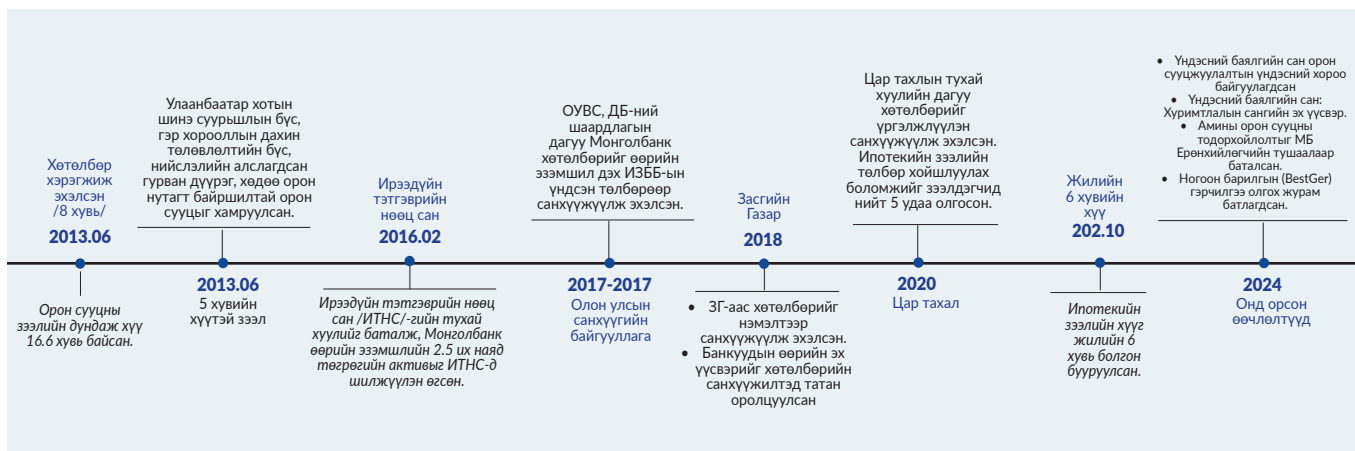 Хөтөлбөр
хэрэгжиж
эхэлсэн
/8 хувь/
2013.06
Орон сууцны
зээлийн дундаж хүү
16.6 хувь байсан.
Улаанбаатар хотын
шинэ суурьшлын бүс,
гэр хорооллын дахин
төлөвлөлтийн бүс,
нийслэлийн алслагдсан
гурван дүүрэг, хөдөө орон
нутагт байршилтай орон
сууцыг хамруулсан.
2013.06
5 хувийн
хүүтэй зээл
Ирээдүйн
тэтгэврийн
нөөц сан
2016.02
Ирээдүйн тэтгэврийн нөөц
сан /ИТНС/-гийн тухай
хуулийг баталж, Монголбанк
өөрийн эзэмшлийн 2.5 их наяд
төгрөгийн активыг ИТНС-д
шилжүүлэн өгсөн.
ОУВС, ДБ-ний
шаардлагын
дагуу Монголбанк
хөтөлбөрийг өөрийн
эзэмшил дэх ИЗББ-ын
үндсэн төлбөрөөр
санхүүжүүлж эхэлсэн.
2017-2017
Олон улсын
санхүүгийн
байгууллага
Засгийн
Газар
2018
• ЗГ-аас хөтөлбөрийг
нэмэлтээр
санхүүжүүлж эхэлсэн.
• Банкуудын өөрийн эх
үүсвэрийг хөтөлбөрийн
санхүүжилтэд татан
оролцуулсан
Цар тахлын тухай
хуулийн дагуу
хөтөлбөрийг
үргэлжлүүлэн
санхүүжүүлж эхэлсэн.
Ипотекийн зээлийн
төлбөр хойшлуулах
боломжийг зээлдэгчид
нийт 5 удаа олгосон.
2020
Цар тахал
Жилийн
6 хувийн
хүү
202.10
Ипотекийн
зээлийн хүүг
жилийн 6
хувь болгон
бууруулсан.
• Үндэсний баялгийн сан орон
сууцжуулалтын үндэсний хороо
байгуулагдсан
• Үндэсний баялгийн сан:
Хуримтлалын сангийн эх үүсвэр.
• Амины орон сууцны
тодорхойлолтыг МБ
Ерөнхийлөгчийн тушаалаар
баталсан.
• Ногоон барилгын (BestGer)
гэрчилгээ олгох журам
батлагдсан.
2024
Онд орсон
өөчлөлтүүд